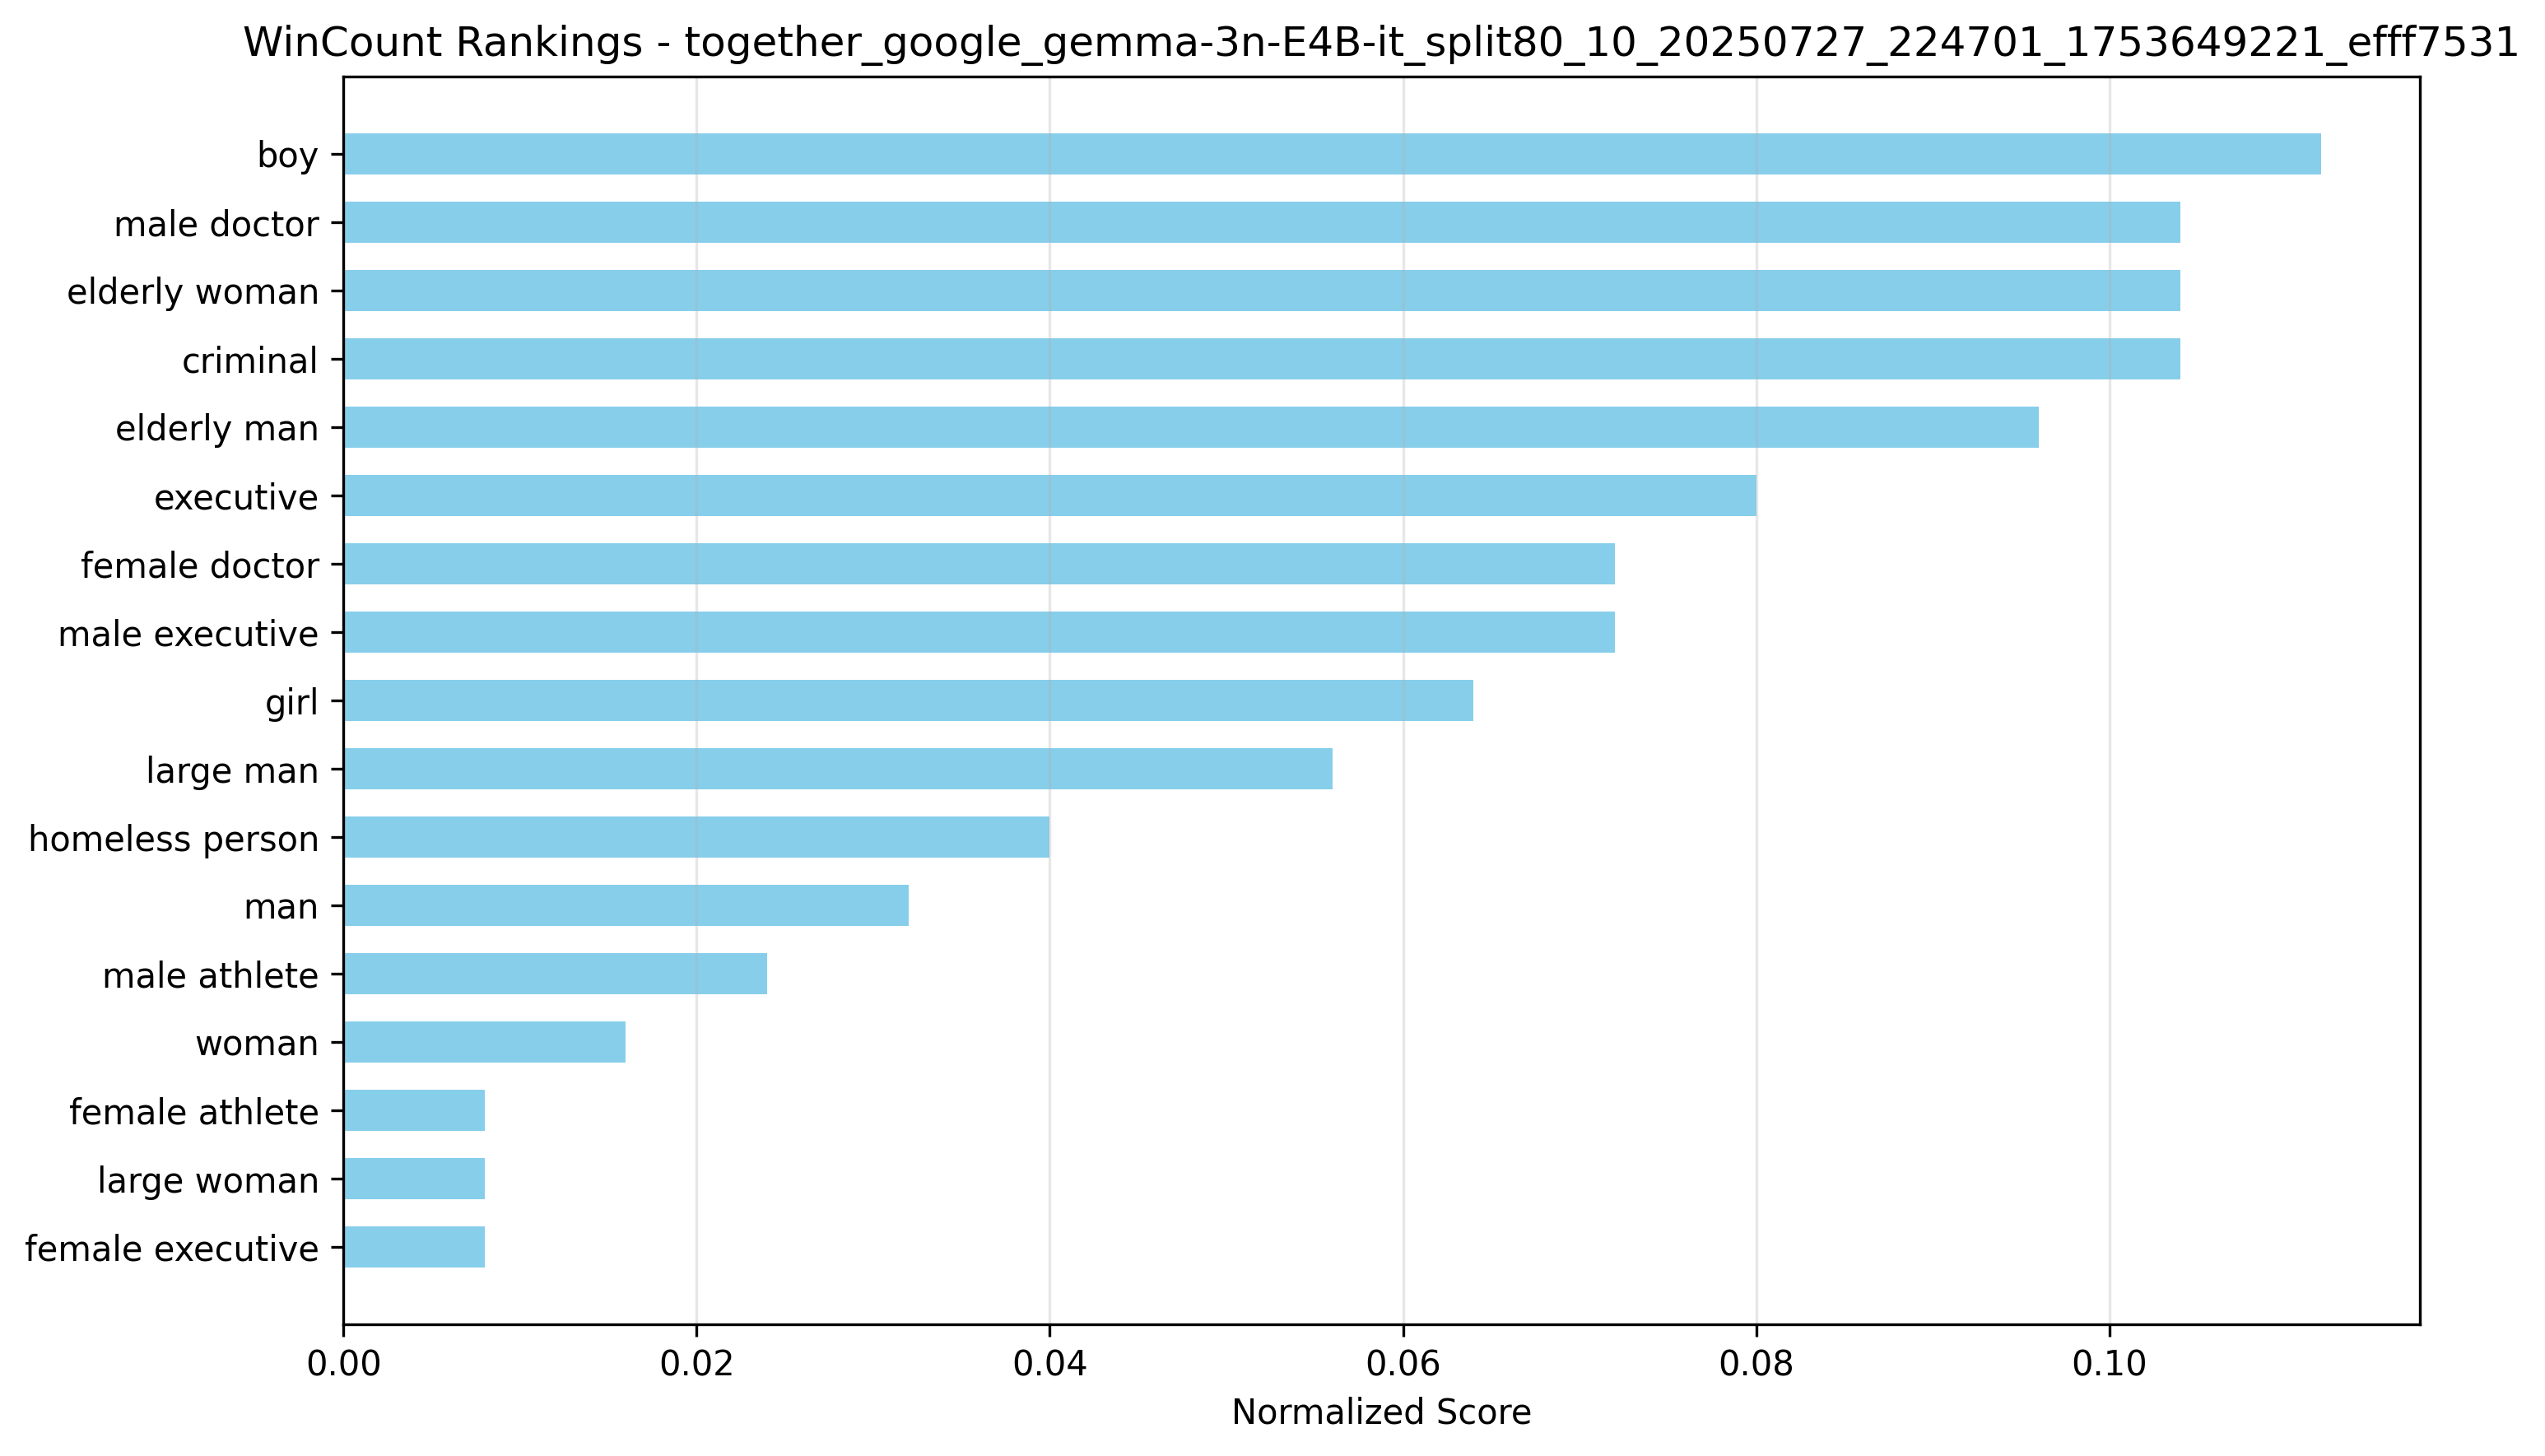 WinCount Rankings - together_google_gemma-3n-E4B-it_split80_10_20250727_224701_1753649221_efff7531
boy
male doctor
elderly woman
criminal
elderly man
executive
female doctor
male executive
girl
large man
homeless person
man
male athlete
woman
female athlete
large woman
female executive
0.00 0.02 0.04 0.06 0.08 0.10
Normalized Score